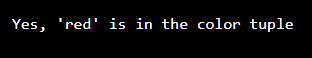 Yes, 'red' is in the color tuple